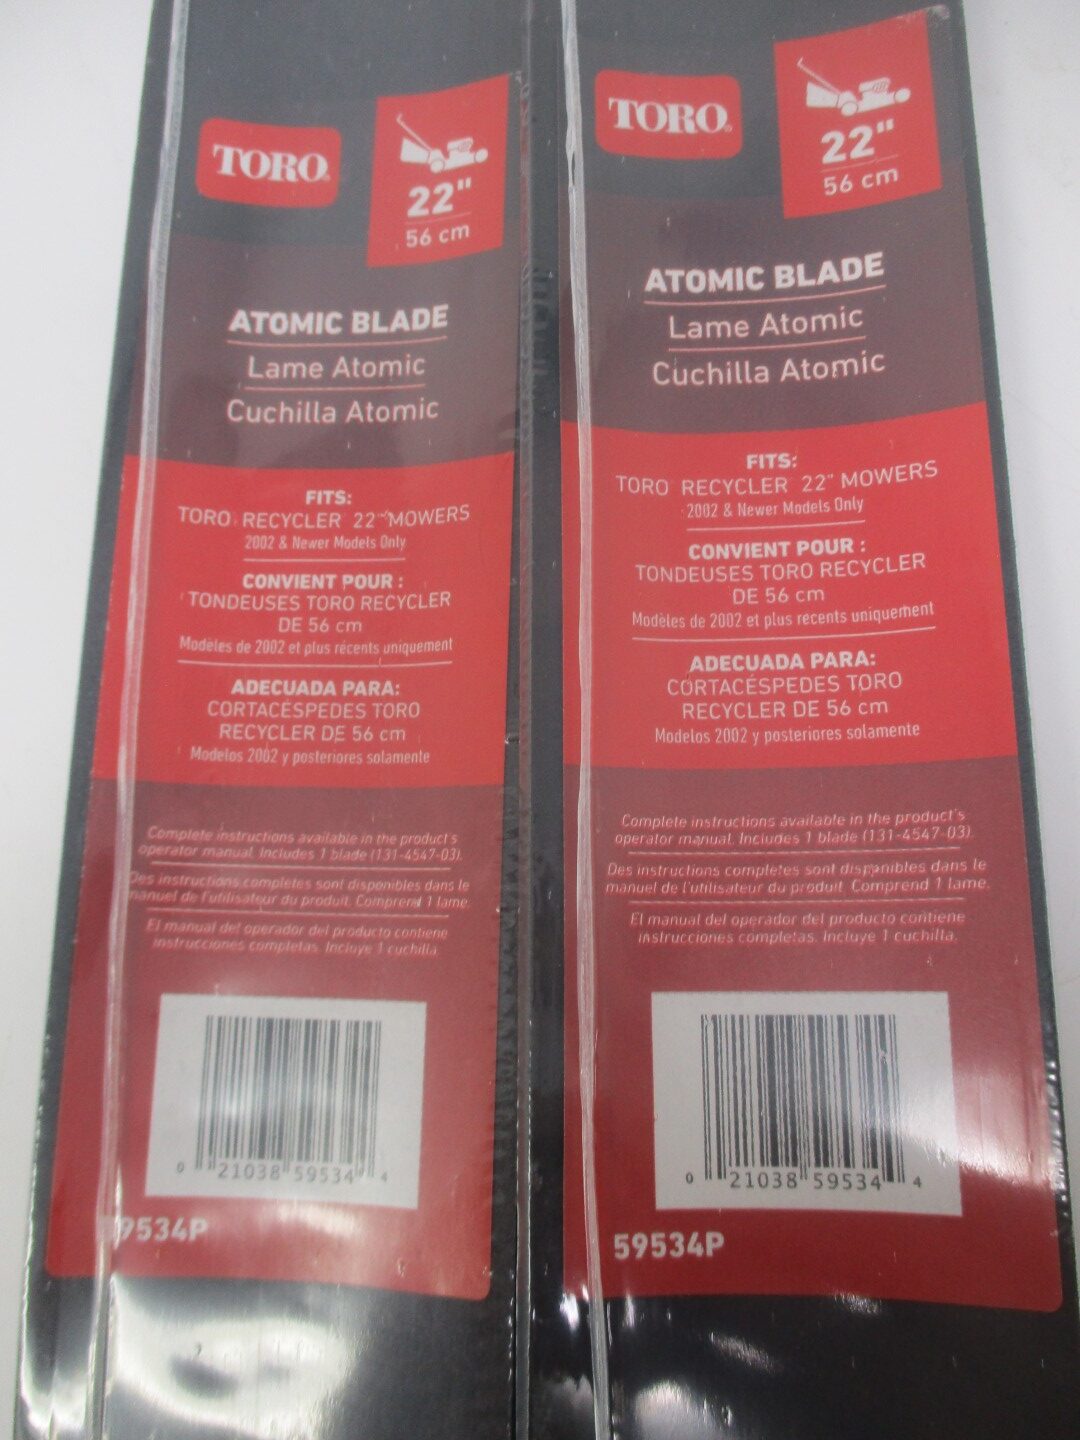 TORO
22"
56 cm
ATOMIC BLADE
Lame Atomic
Cuchilla Atomic
FITS:
TORO RECYCLER 22" MOWERS
2002 & Newer Models Only
CONVIENT POUR :
TONDEUSES TORO RECYCLER
DE 56 cm
Modèles de 2002 et plus récents uniquement
ADECUADA PARA:
CORTACÉSPEDES TORO
RECYCLER DE 56 cm
Modelos 2002 y posteriores solamente
Complete instructions available in the product's
operator manual. Includes 1 blade (131-4547-03).
Des instructions complètes sont disponibles dans le
manuel de l'utilisateur du produit. Comprend 1 lame.
El manual del operador del producto contiene
instrucciones completas. Incluye 1 cuchilla.
0 21038 59534 4
9534P
TORO
22"
56 cm
ATOMIC BLADE
Lame Atomic
Cuchilla Atomic
FITS:
TORO RECYCLER 22" MOWERS
2002 & Newer Models Only
CONVIENT POUR :
TONDEUSES TORO RECYCLER
DE 56 cm
Modèles de 2002 et plus récents uniquement
ADECUADA PARA:
CORTACÉSPEDES TORO
RECYCLER DE 56 cm
Modelos 2002 y posteriores solamente
Complete instructions available in the product's
operator manual. Includes 1 blade (131-4547-03).
Des instructions complètes sont disponibles dans le
manuel de l'utilisateur du produit. Comprend 1 lame.
El manual del operador del producto contiene
instrucciones completas. Incluye 1 cuchilla.
0 21038 59534 4
59534P